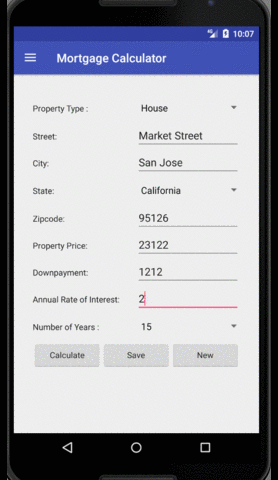 10:07
Mortgage Calculator
Property Type : House
Street: Market Street
City: San Jose
State: California
Zipcode: 95126
Property Price: 23122
Downpayment: 1212
Annual Rate of Interest: 2
Number of Years : 15
Calculate Save New